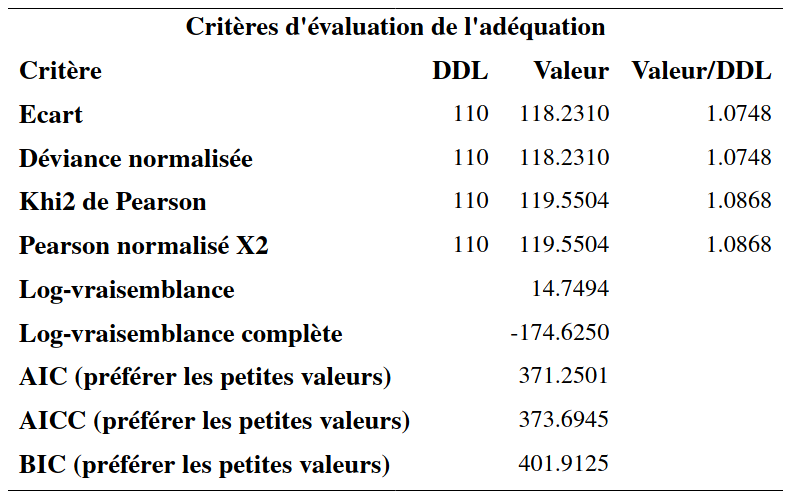 Critères d'évaluation de l'adéquation
Critère DDL Valeur Valeur/DDL
Ecart 110 118.2310 1.0748
Déviance normalisée 110 118.2310 1.0748
Khi2 de Pearson 110 119.5504 1.0868
Pearson normalisé X2 110 119.5504 1.0868
Log-vraisemblance 14.7494
Log-vraisemblance complète -174.6250
AIC (préférer les petites valeurs) 371.2501
AICC (préférer les petites valeurs) 373.6945
BIC (préférer les petites valeurs) 401.9125